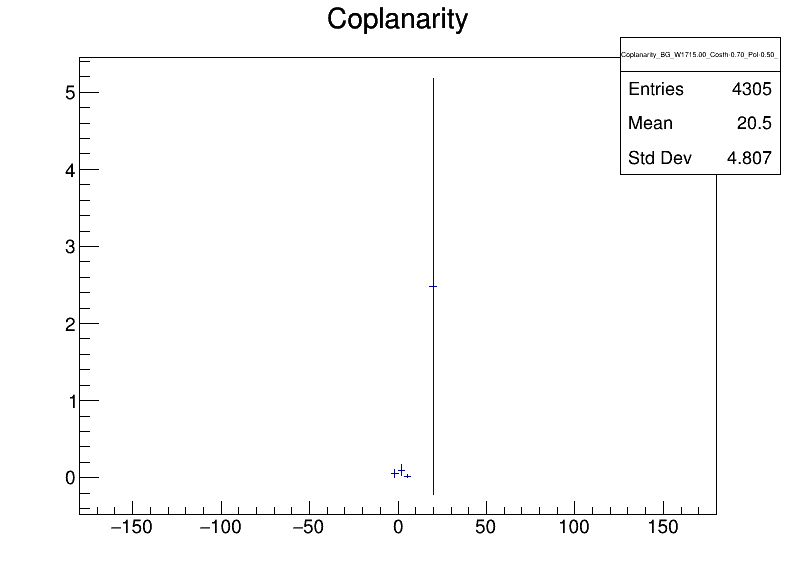 Coplanarity
Coplanarity_BG_W1715.00_Costh-0.70_Pol-0.50_
Entries 4305
Mean 20.5
Std Dev 4.807
5
4
3
2
1
0
−150 −100 −50 0 50 100 150